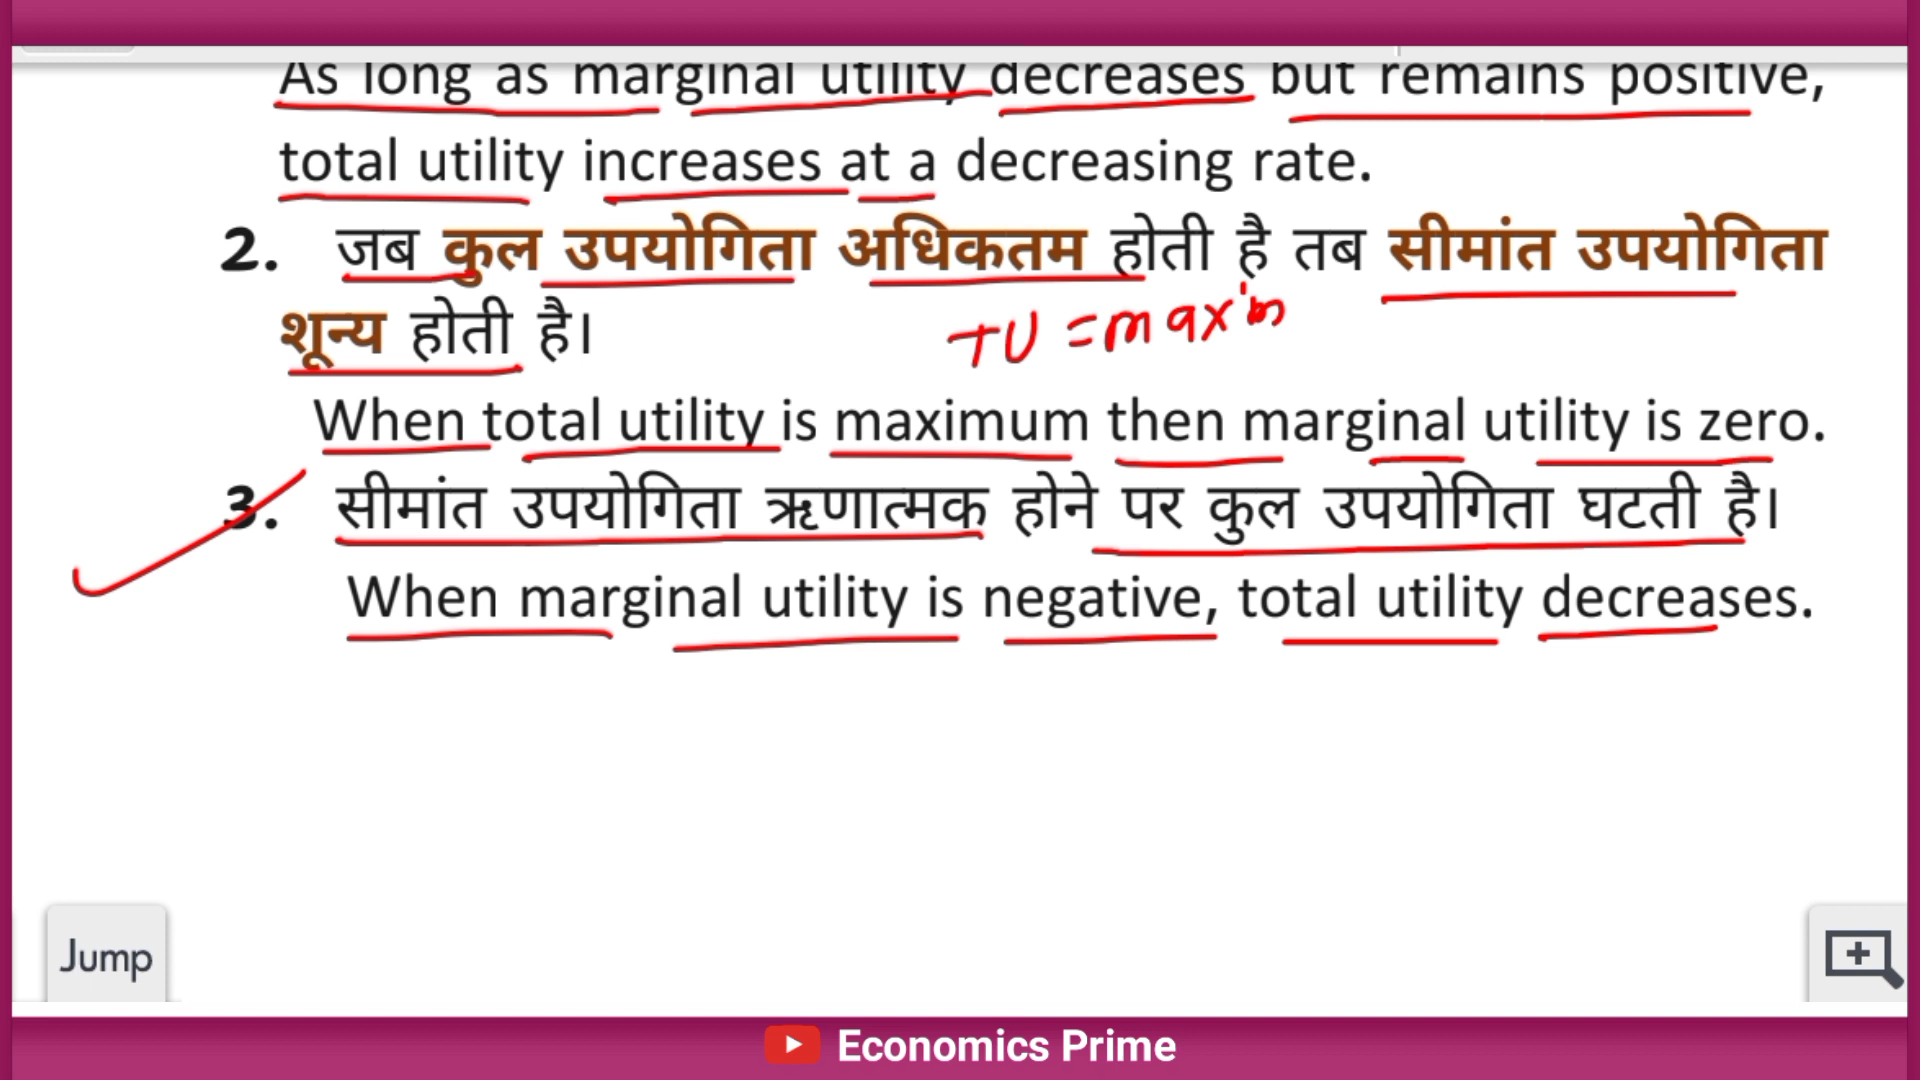 As long as marginal utility decreases but remains positive,
total utility increases at a decreasing rate.
2. जब कुल उपयोगिता अधिकतम होती है तब सीमांत उपयोगिता
शून्य होती है।
TU = maxim
When total utility is maximum then marginal utility is zero.
3. सीमांत उपयोगिता ऋणात्मक होने पर कुल उपयोगिता घटती है।
When marginal utility is negative, total utility decreases.
Jump
Economics Prime